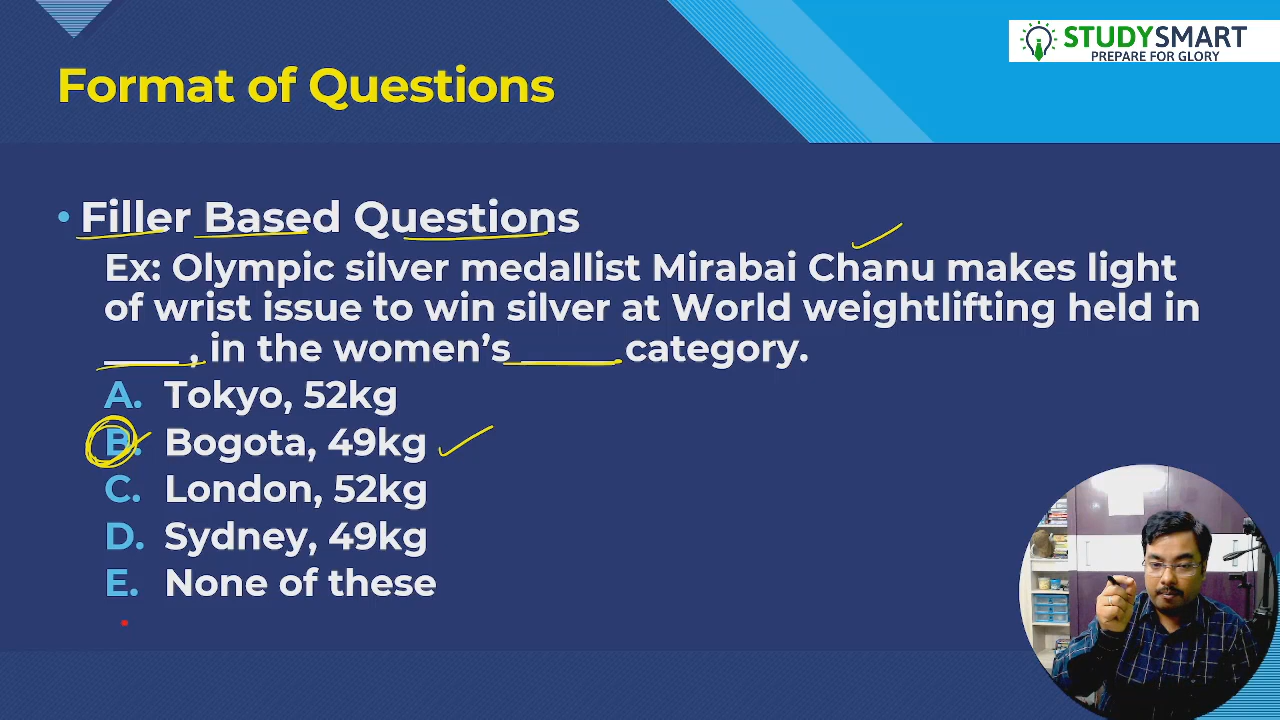 STUDYSMART
PREPARE FOR GLORY
Format of Questions
• Filler Based Questions
Ex: Olympic silver medallist Mirabai Chanu makes light
of wrist issue to win silver at World weightlifting held in
____ , in the women's _____ category.
A. Tokyo, 52kg
B. Bogota, 49kg
C. London, 52kg
D. Sydney, 49kg
E. None of these